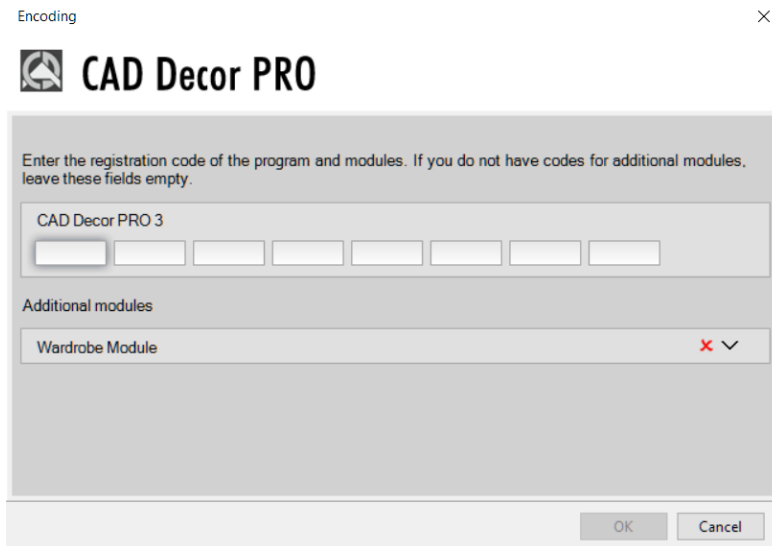 Encoding
CAD Decor PRO
Enter the registration code of the program and modules. If you do not have codes for additional modules,
leave these fields empty.
CAD Decor PRO 3
Additional modules
Wardrobe Module
OK Cancel